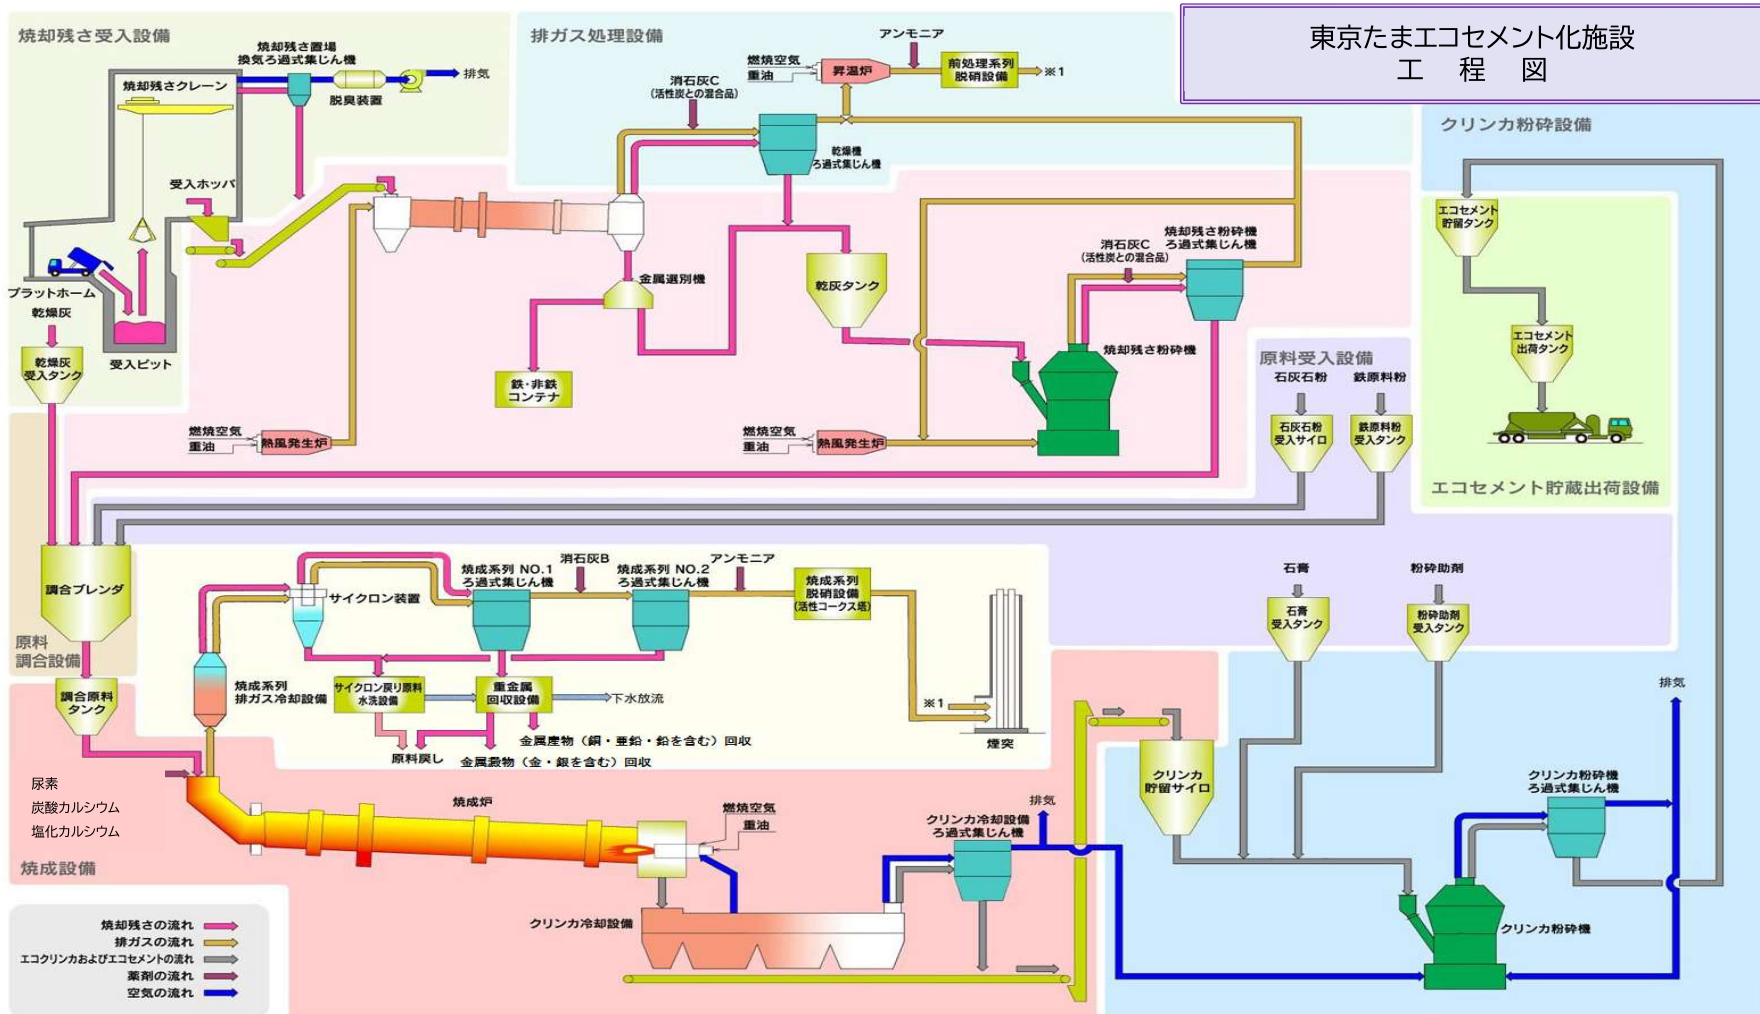 東京たまエコセメント化施設
工 程 図
焼却残さ受入設備
焼却残さ置場
換気ろ過式集じん機
焼却残さクレーン
脱臭装置
排気
受入ホッパ
プラットホーム
乾燥灰
乾燥灰
受入タンク
受入ピット
排ガス処理設備
消石灰C
(活性炭との混合品)
燃焼空気
重油
昇温炉
アンモニア
前処理系列
脱硝設備
※1
乾燥機
ろ過式集じん機
金属選別機
鉄・非鉄
コンテナ
乾灰タンク
消石灰C
(活性炭との混合品)
焼却残さ粉砕機
ろ過式集じん機
焼却残さ粉砕機
燃焼空気
重油
熱風発生炉
燃焼空気
重油
熱風発生炉
クリンカ粉砕設備
エコセメント
貯留タンク
エコセメント
出荷タンク
エコセメント貯蔵出荷設備
原料受入設備
石灰石粉
鉄原料粉
石灰石粉
受入サイロ
鉄原料粉
受入タンク
調合ブレンダ
原料
調合設備
調合原料
タンク
サイクロン装置
焼成系列 NO.1
ろ過式集じん機
消石灰B
焼成系列 NO.2
ろ過式集じん機
アンモニア
焼成系列
脱硝設備
(活性コークス塔)
焼成系列
排ガス冷却設備
サイクロン戻り原料
水洗設備
重金属
回収設備
下水放流
※1
煙突
原料戻し
金属産物（銅・亜鉛・鉛を含む）回収
金属澱物（金・銀を含む）回収
石膏
粉砕助剤
石膏
受入タンク
粉砕助剤
受入タンク
尿素
炭酸カルシウム
塩化カルシウム
焼成設備
焼成炉
燃焼空気
重油
クリンカ冷却設備
クリンカ冷却設備
ろ過式集じん機
排気
クリンカ
貯留サイロ
排気
クリンカ粉砕機
ろ過式集じん機
クリンカ粉砕機
焼却残さの流れ
排ガスの流れ
エコクリンカおよびエコセメントの流れ
薬剤の流れ
空気の流れ